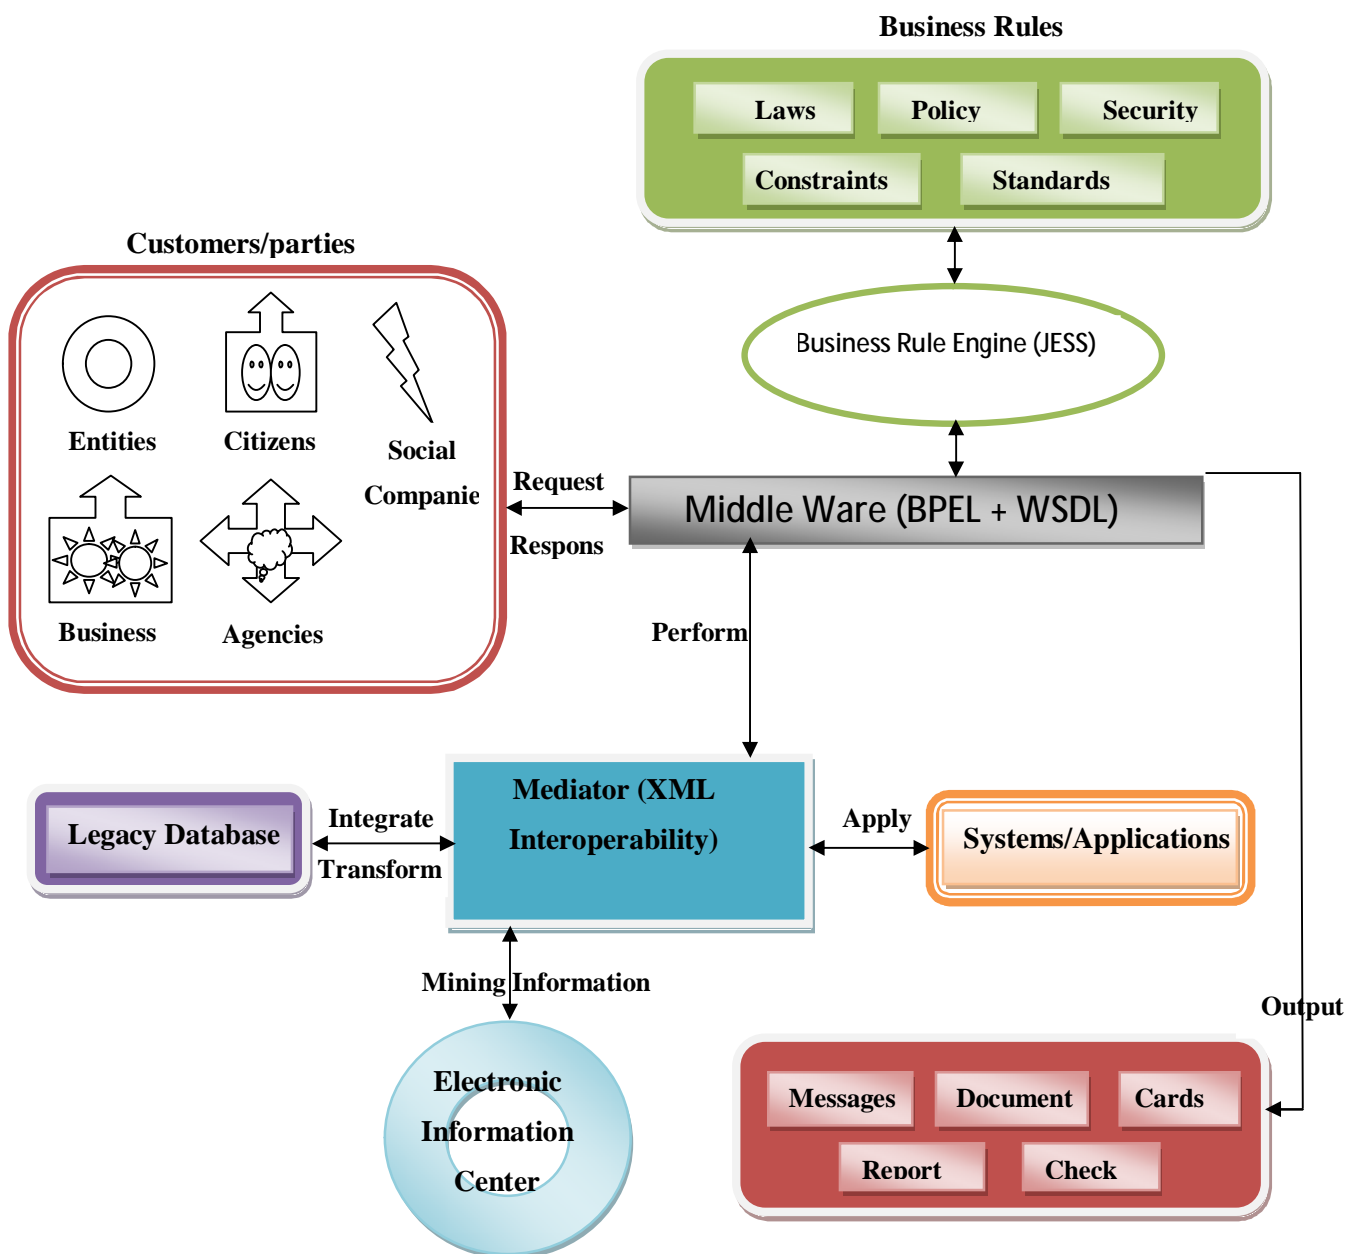 Business Rules
Laws
Policy
Security
Constraints
Standards
Customers/parties
Business Rule Engine (JESS)
Entities
Citizens
Social
Companie
Request
Respons
Middle Ware (BPEL + WSDL)
Business
Agencies
Perform
Mediator (XML
Interoperability)
Legacy Database
Integrate
Transform
Apply
Systems/Applications
Mining Information
Output
Electronic
Information
Center
Messages
Document
Cards
Report
Check